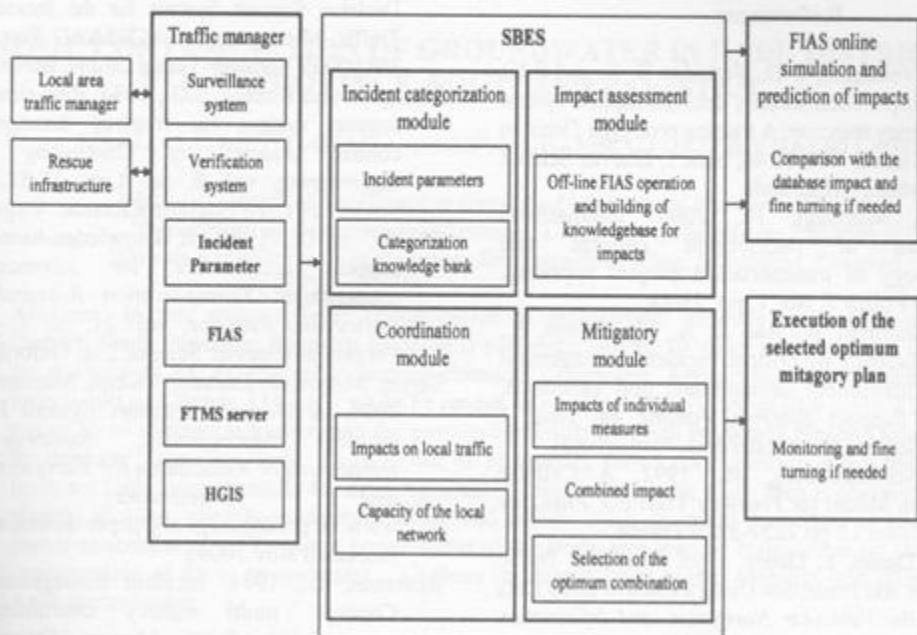 Traffic manager
SBES
Local area
traffic manager
Surveillance
system
Rescue
infrastructure
Verification
system
Incident
Parameter
FIAS
FTMS server
HGIS
Incident categorization
module
Incident parameters
Categorization
knowledge bank
Impact assessment
module
Off-line FIAS operation
and building of
knowledgebase for
impacts
Coordination
module
Impacts on local traffic
Capacity of the local
network
Mitigatory
module
Impacts of individual
measures
Combined impact
Selection of the
optimum combination
FIAS online
simulation and
prediction of impacts
Comparison with the
database impact and
fine turning if needed
Execution of the
selected optimum
mitagory plan
Monitoring and fine
turning if needed